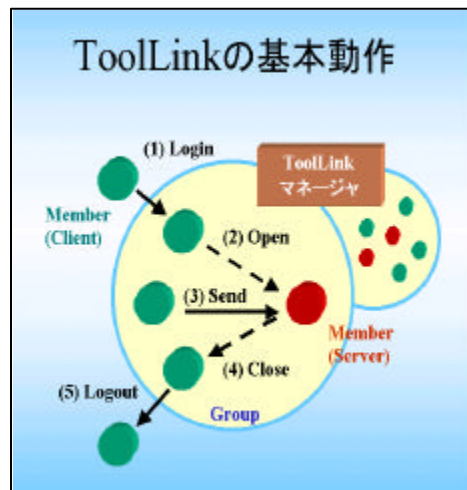 ToolLinkの基本動作
(1) Login
ToolLink
マネージャ
Member
(Client)
(2) Open
(3) Send
Member
(Server)
(4) Close
(5) Logout
Group